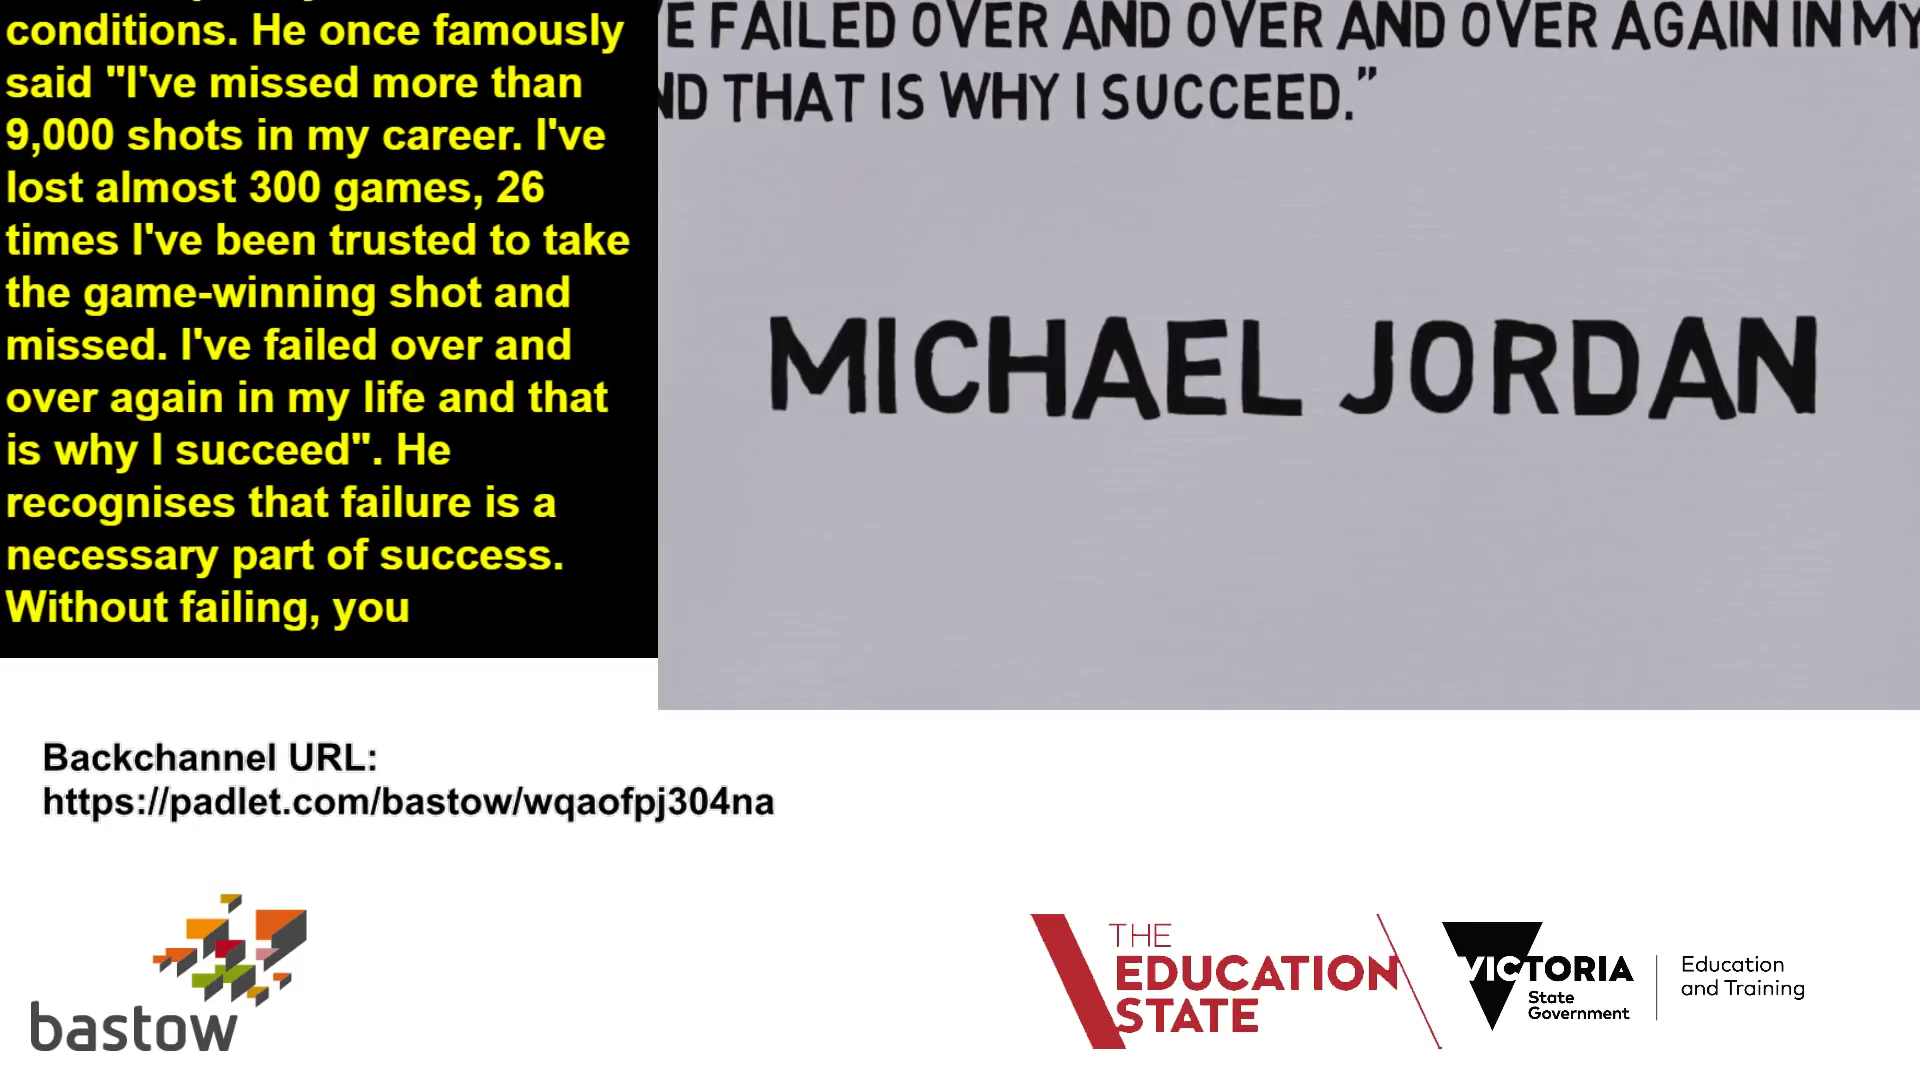 conditions. He once famously
said "I've missed more than
9,000 shots in my career. I've
lost almost 300 games, 26
times I've been trusted to take
the game-winning shot and
missed. I've failed over and
over again in my life and that
is why I succeed". He
recognises that failure is a
necessary part of success.
Without failing, you
E FAILED OVER AND OVER AND OVER AGAIN IN MY
ND THAT IS WHY I SUCCEED.”
MICHAEL JORDAN
Backchannel URL:
https://padlet.com/bastow/wqaofpj304na
bastow
THE
EDUCATION
STATE
VICTORIA
State
Government
Education
and Training